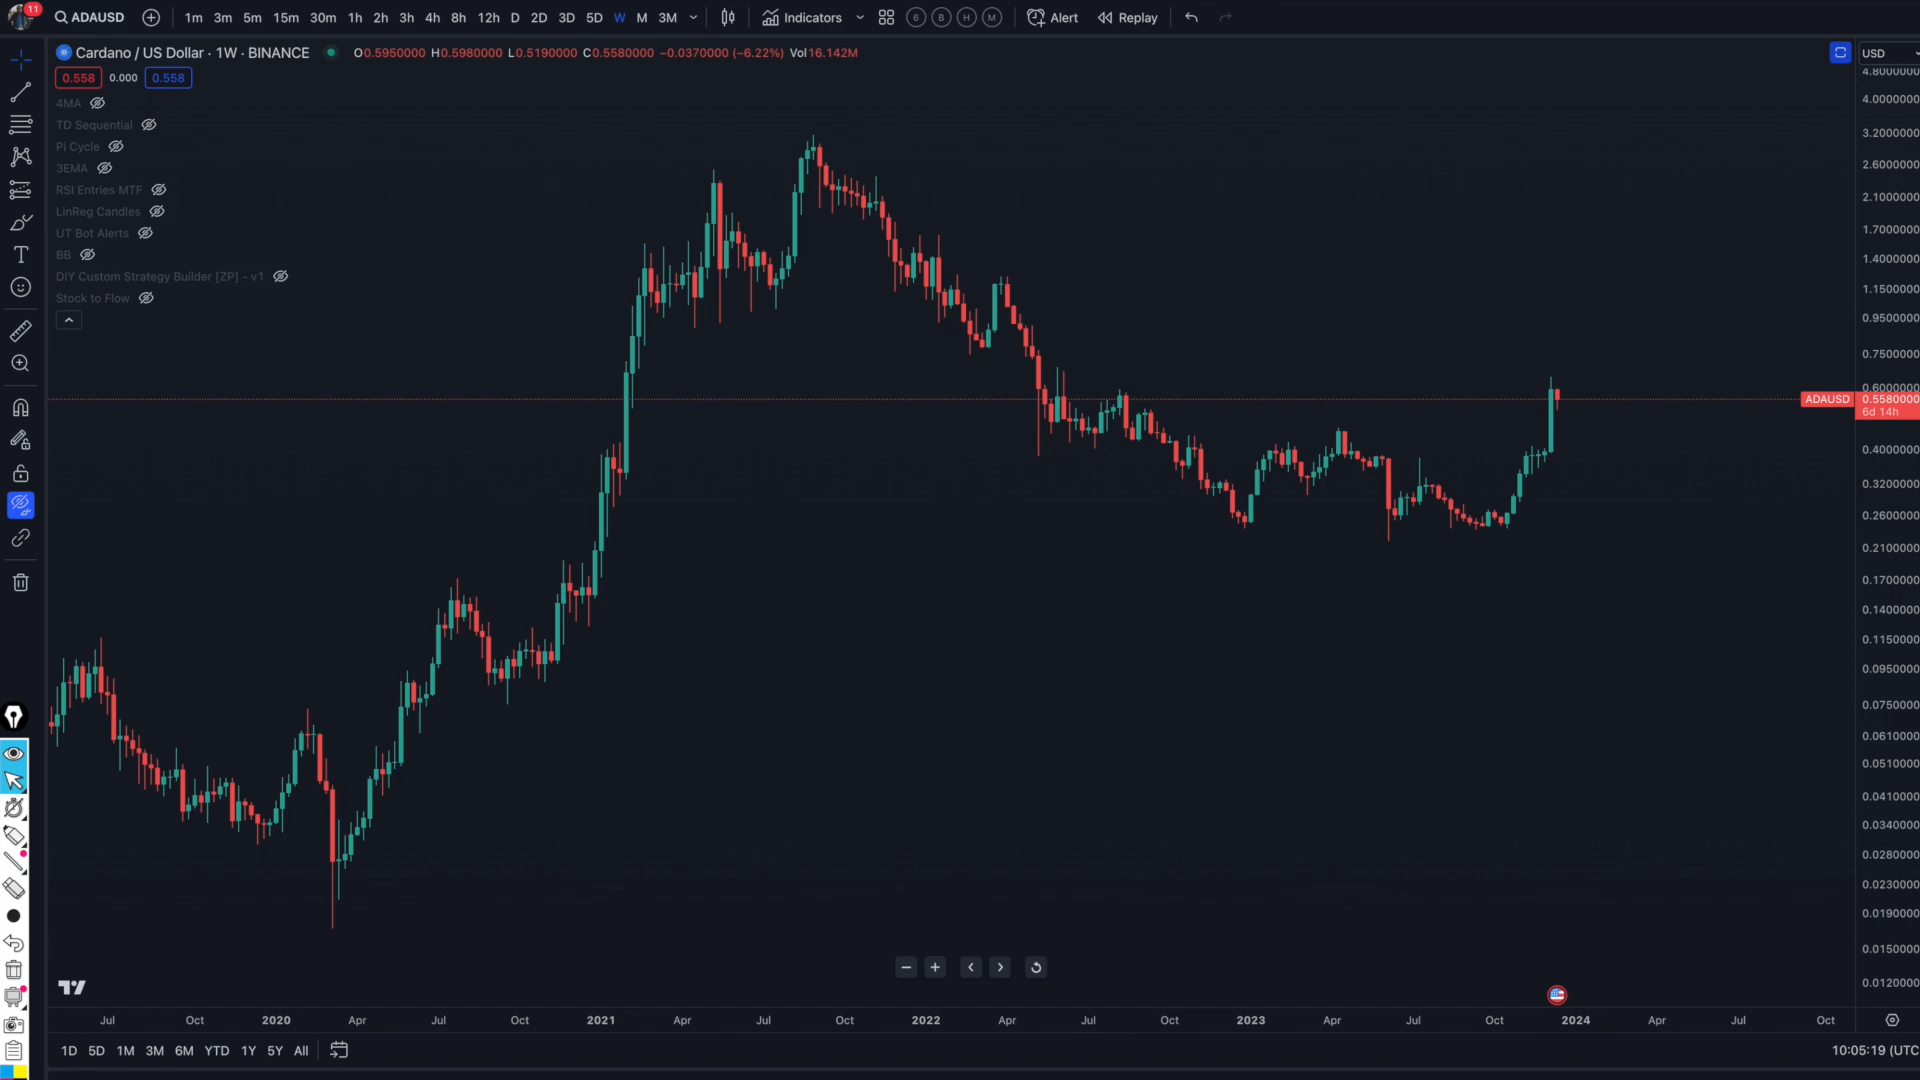 11 ADAUSD 1m 3m 5m 15m 30m 1h 2h 3h 4h 8h 12h D 2D 3D 5D W M 3M Indicators 6 B H M Alert Replay
Cardano / US Dollar · 1W · BINANCE O0.5950000 H0.5980000 L0.5190000 C0.5580000 −0.0370000 (−6.22%) Vol16.142M USD
0.558 0.000 0.558
4MA
TD Sequential
Pi Cycle
3EMA
RSI Entries MTF
LinReg Candles
UT Bot Alerts
BB
DIY Custom Strategy Builder [ZP] - v1
Stock to Flow
4.8000000
4.0000000
3.2000000
2.6000000
2.1000000
1.7000000
1.4000000
1.1500000
0.9500000
0.7500000
0.6000000
ADAUSD 0.5580000
6d 14h
0.4000000
0.3200000
0.2600000
0.2100000
0.1700000
0.1400000
0.1150000
0.0950000
0.0750000
0.0610000
0.0510000
0.0410000
0.0340000
0.0280000
0.0230000
0.0190000
0.0150000
0.0120000
Jul Oct 2020 Apr Jul Oct 2021 Apr Jul Oct 2022 Apr Jul Oct 2023 Apr Jul Oct 2024 Apr Jul Oct
1D 5D 1M 3M 6M YTD 1Y 5Y All 10:05:19 (UTC